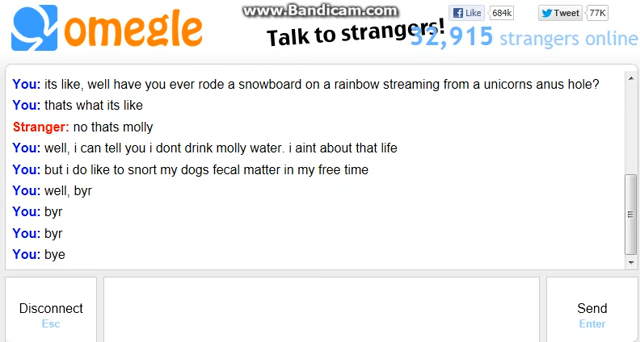 www.Bandicam.com
omegle
Talk to strangers!
Like 684k
Tweet 77K
32,915 strangers online
You: its like, well have you ever rode a snowboard on a rainbow streaming from a unicorns anus hole?
You: thats what its like
Stranger: no thats molly
You: well, i can tell you i dont drink molly water. i aint about that life
You: but i do like to snort my dogs fecal matter in my free time
You: well, byr
You: byr
You: byr
You: bye
Disconnect
Esc
Send
Enter